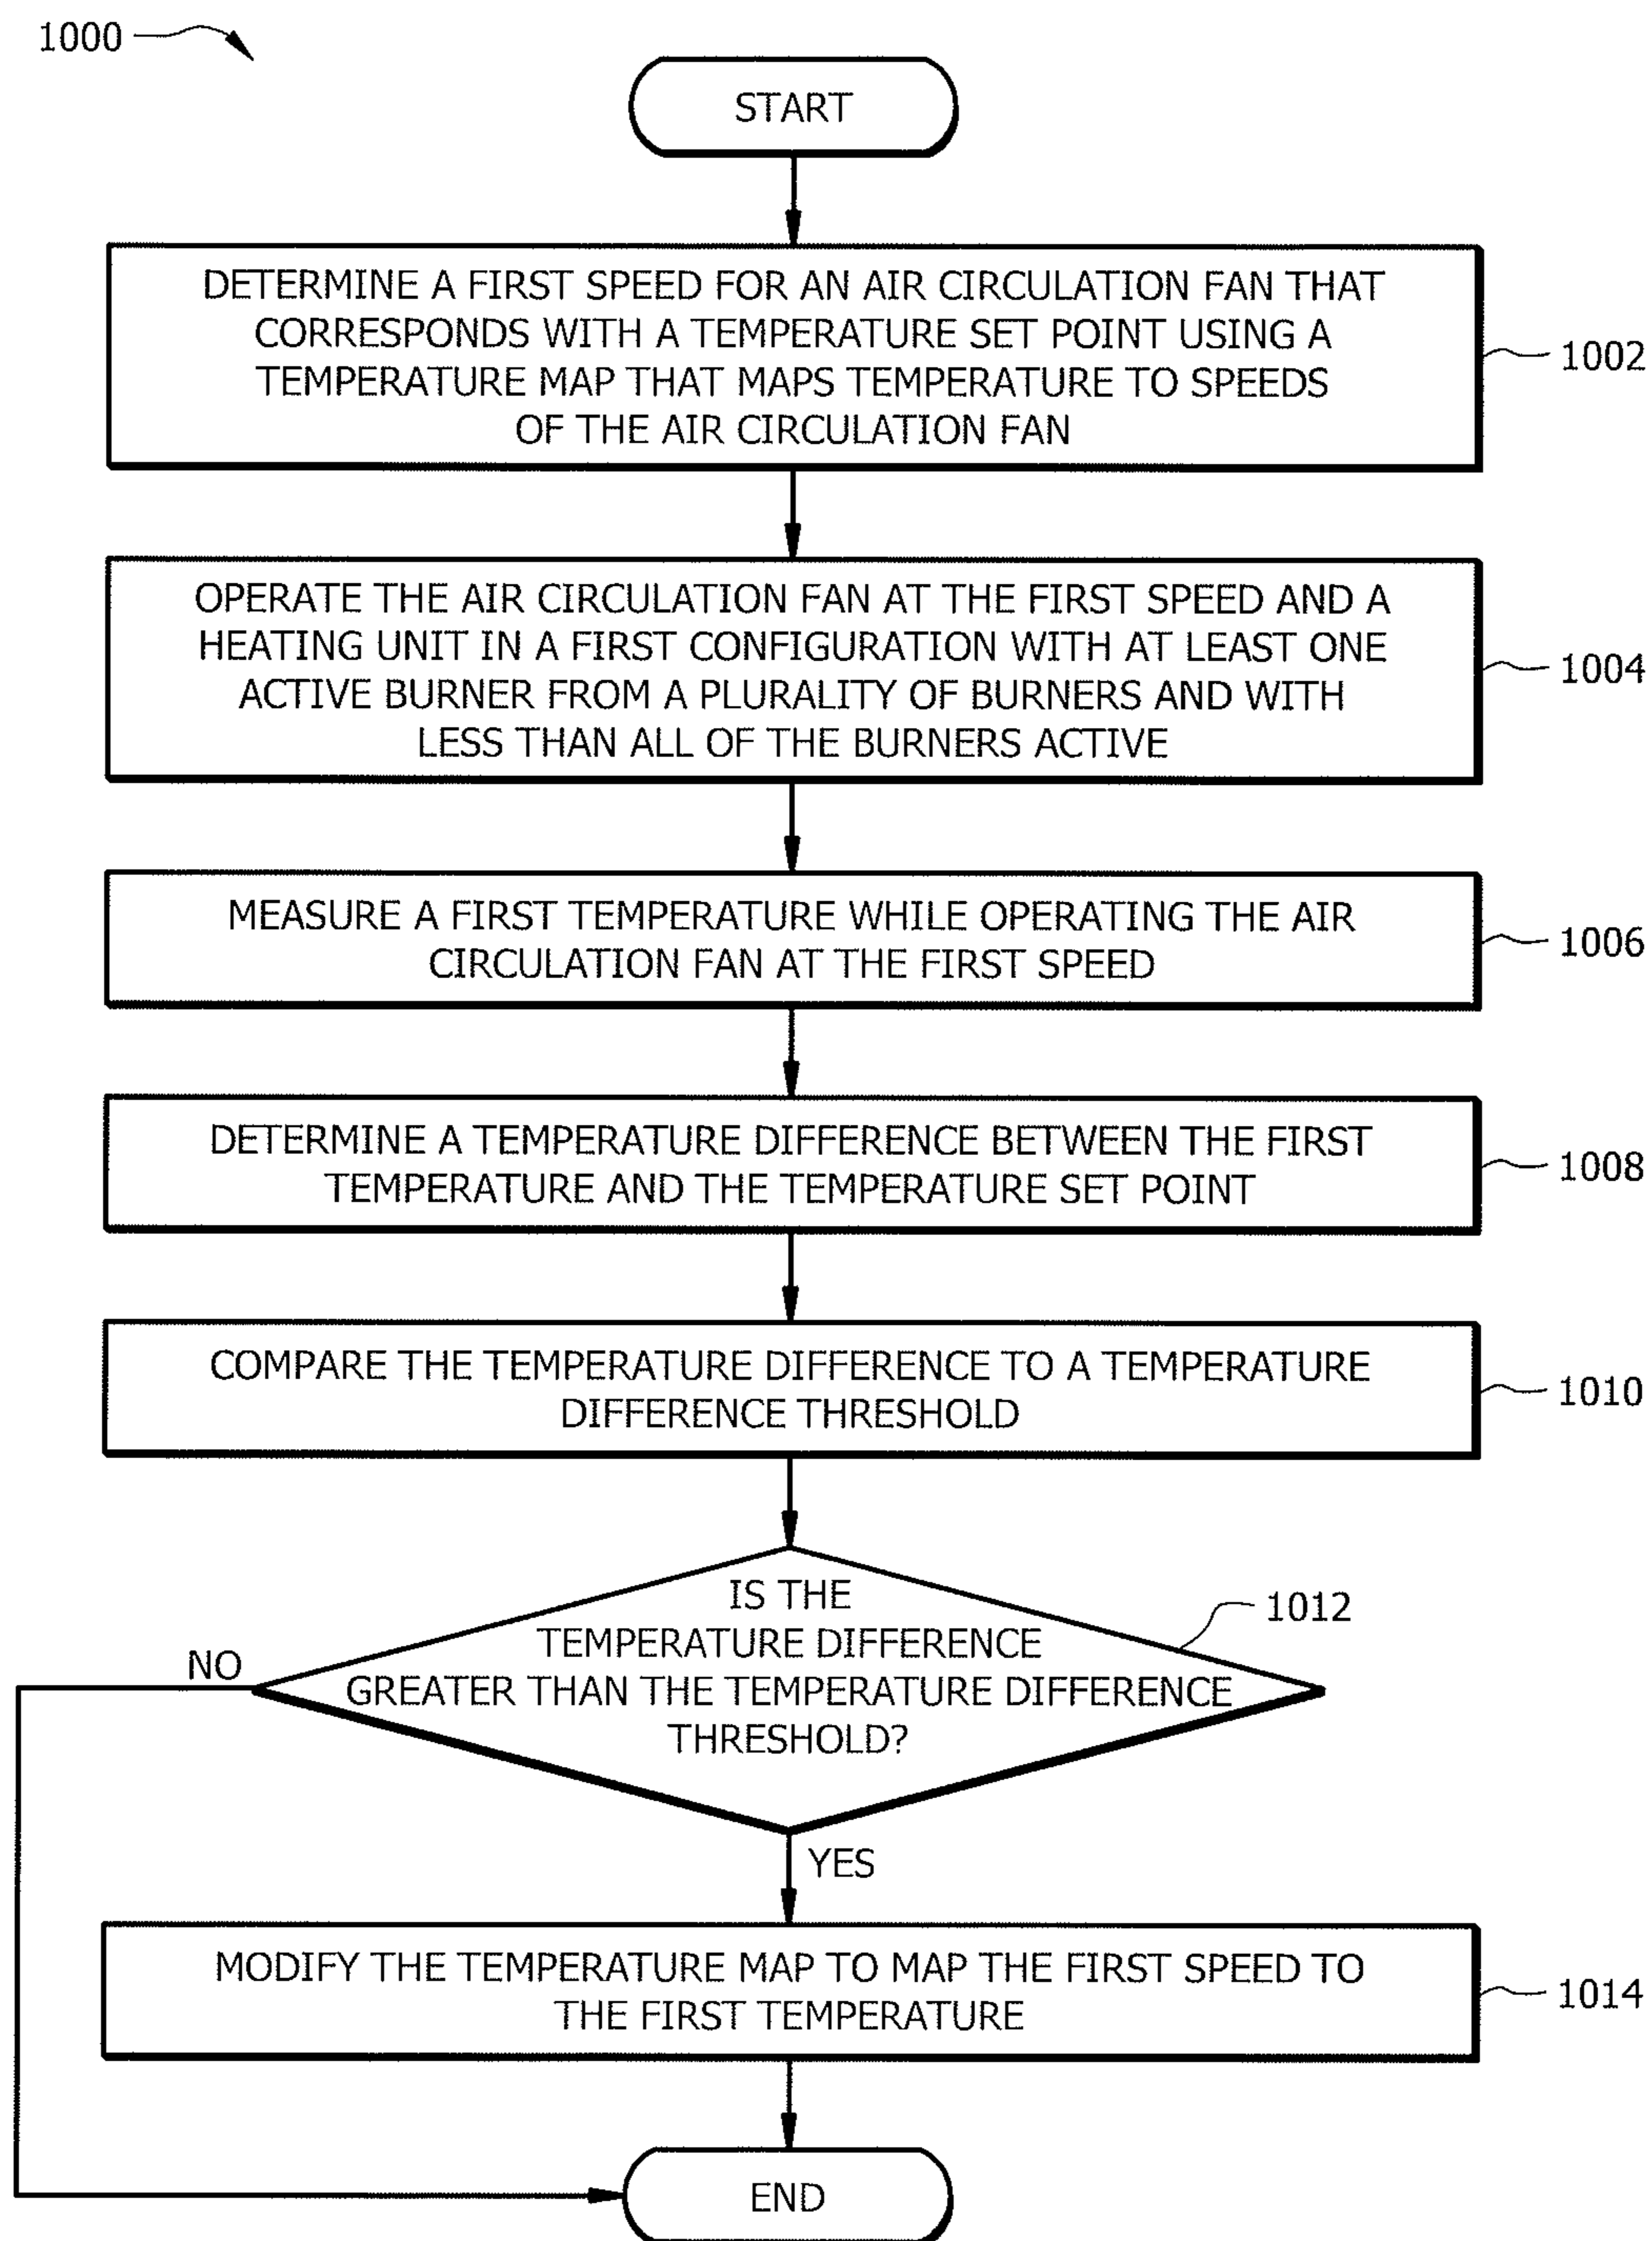 1000
START
DETERMINE A FIRST SPEED FOR AN AIR CIRCULATION FAN THAT
CORRESPONDS WITH A TEMPERATURE SET POINT USING A
TEMPERATURE MAP THAT MAPS TEMPERATURE TO SPEEDS
OF THE AIR CIRCULATION FAN
1002
OPERATE THE AIR CIRCULATION FAN AT THE FIRST SPEED AND A
HEATING UNIT IN A FIRST CONFIGURATION WITH AT LEAST ONE
ACTIVE BURNER FROM A PLURALITY OF BURNERS AND WITH
LESS THAN ALL OF THE BURNERS ACTIVE
1004
MEASURE A FIRST TEMPERATURE WHILE OPERATING THE AIR
CIRCULATION FAN AT THE FIRST SPEED
1006
DETERMINE A TEMPERATURE DIFFERENCE BETWEEN THE FIRST
TEMPERATURE AND THE TEMPERATURE SET POINT
1008
COMPARE THE TEMPERATURE DIFFERENCE TO A TEMPERATURE
DIFFERENCE THRESHOLD
1010
IS THE
TEMPERATURE DIFFERENCE
GREATER THAN THE TEMPERATURE DIFFERENCE
THRESHOLD?
1012
NO
YES
MODIFY THE TEMPERATURE MAP TO MAP THE FIRST SPEED TO
THE FIRST TEMPERATURE
1014
END